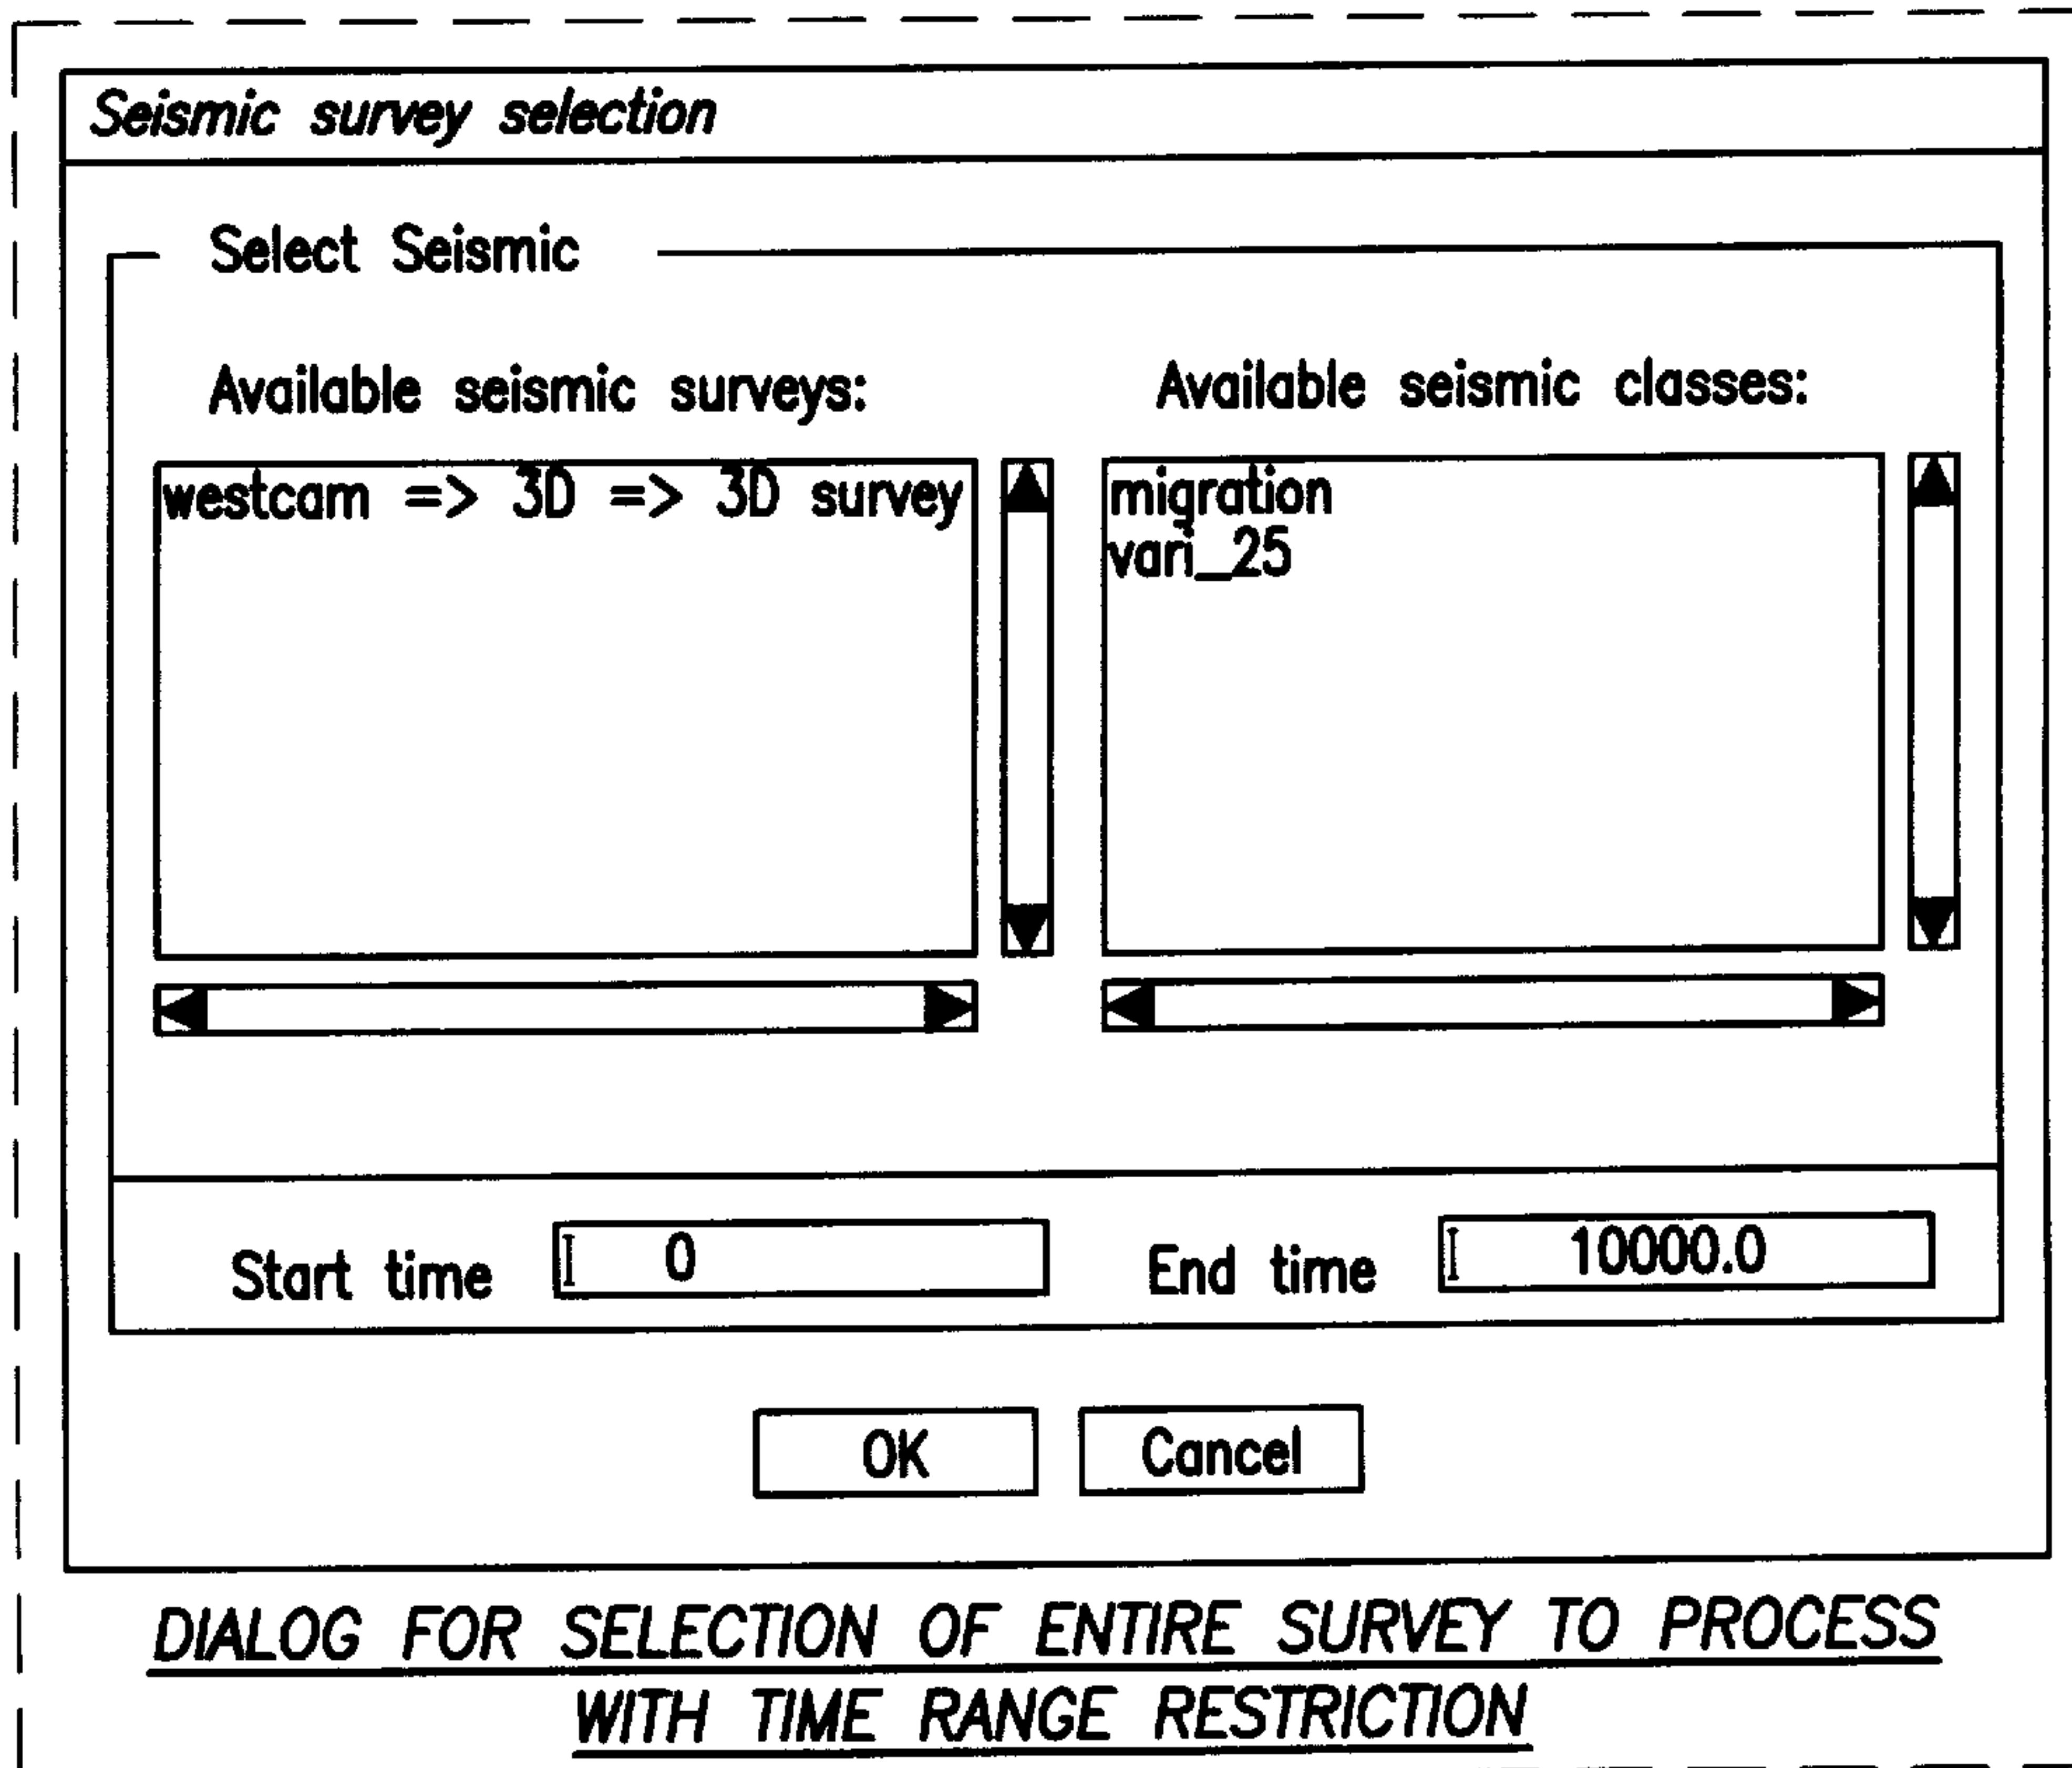 Seismic survey selection
Select Seismic
Available seismic surveys:
westcam => 3D => 3D survey
Available seismic classes:
migration
vari_25
Start time 0 End time 10000.0
OK Cancel
DIALOG FOR SELECTION OF ENTIRE SURVEY TO PROCESS
WITH TIME RANGE RESTRICTION